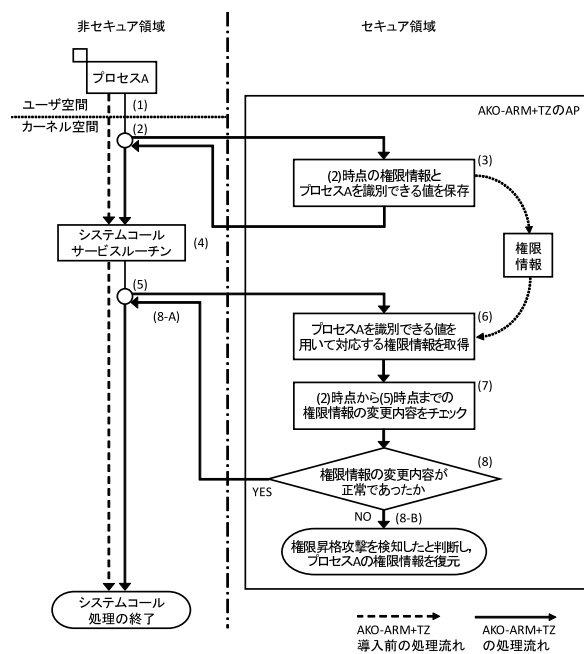 非セキュア領域
セキュア領域
プロセスA
(1)
ユーザ空間
カーネル空間
(2)
AKO-ARM+TZのAP
(3)
(2)時点の権限情報と
プロセスAを識別できる値を保存
システムコール
サービスルーチン
(4)
権限
情報
(5)
(8-A)
(6)
プロセスAを識別できる値を
用いて対応する権限情報を取得
(7)
(2)時点から(5)時点までの
権限情報の変更内容をチェック
(8)
権限情報の変更内容が
正常であったか
YES
NO
(8-B)
権限昇格攻撃を検知したと判断し,
プロセスAの権限情報を復元
システムコール
処理の終了
AKO-ARM+TZ
導入前の処理流れ
AKO-ARM+TZ
の処理流れ